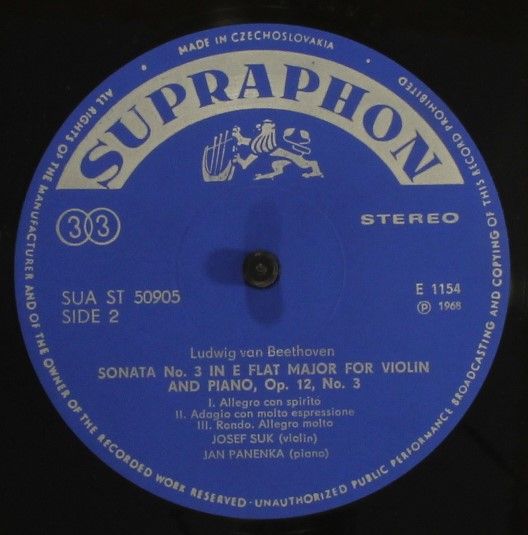 MADE IN CZECHOSLOVAKIA
ALL RIGHTS OF THE MANUFACTURER AND OF THE OWNER OF THE RECORDED WORK RESERVED - UNAUTHORIZED PUBLIC PERFORMANCE BROADCASTING AND COPYING OF THIS RECORD PROHIBITED
SUPRAPHON
33
STEREO
SUA ST 50905
SIDE 2
E 1154
Ⓟ 1968
Ludwig van Beethoven
SONATA No. 3 IN E FLAT MAJOR FOR VIOLIN
AND PIANO, Op. 12, No. 3
I. Allegro con spirito
II. Adagio con molto espressione
III. Rondo. Allegro molto
JOSEF SUK (violin)
JAN PANENKA (piano)